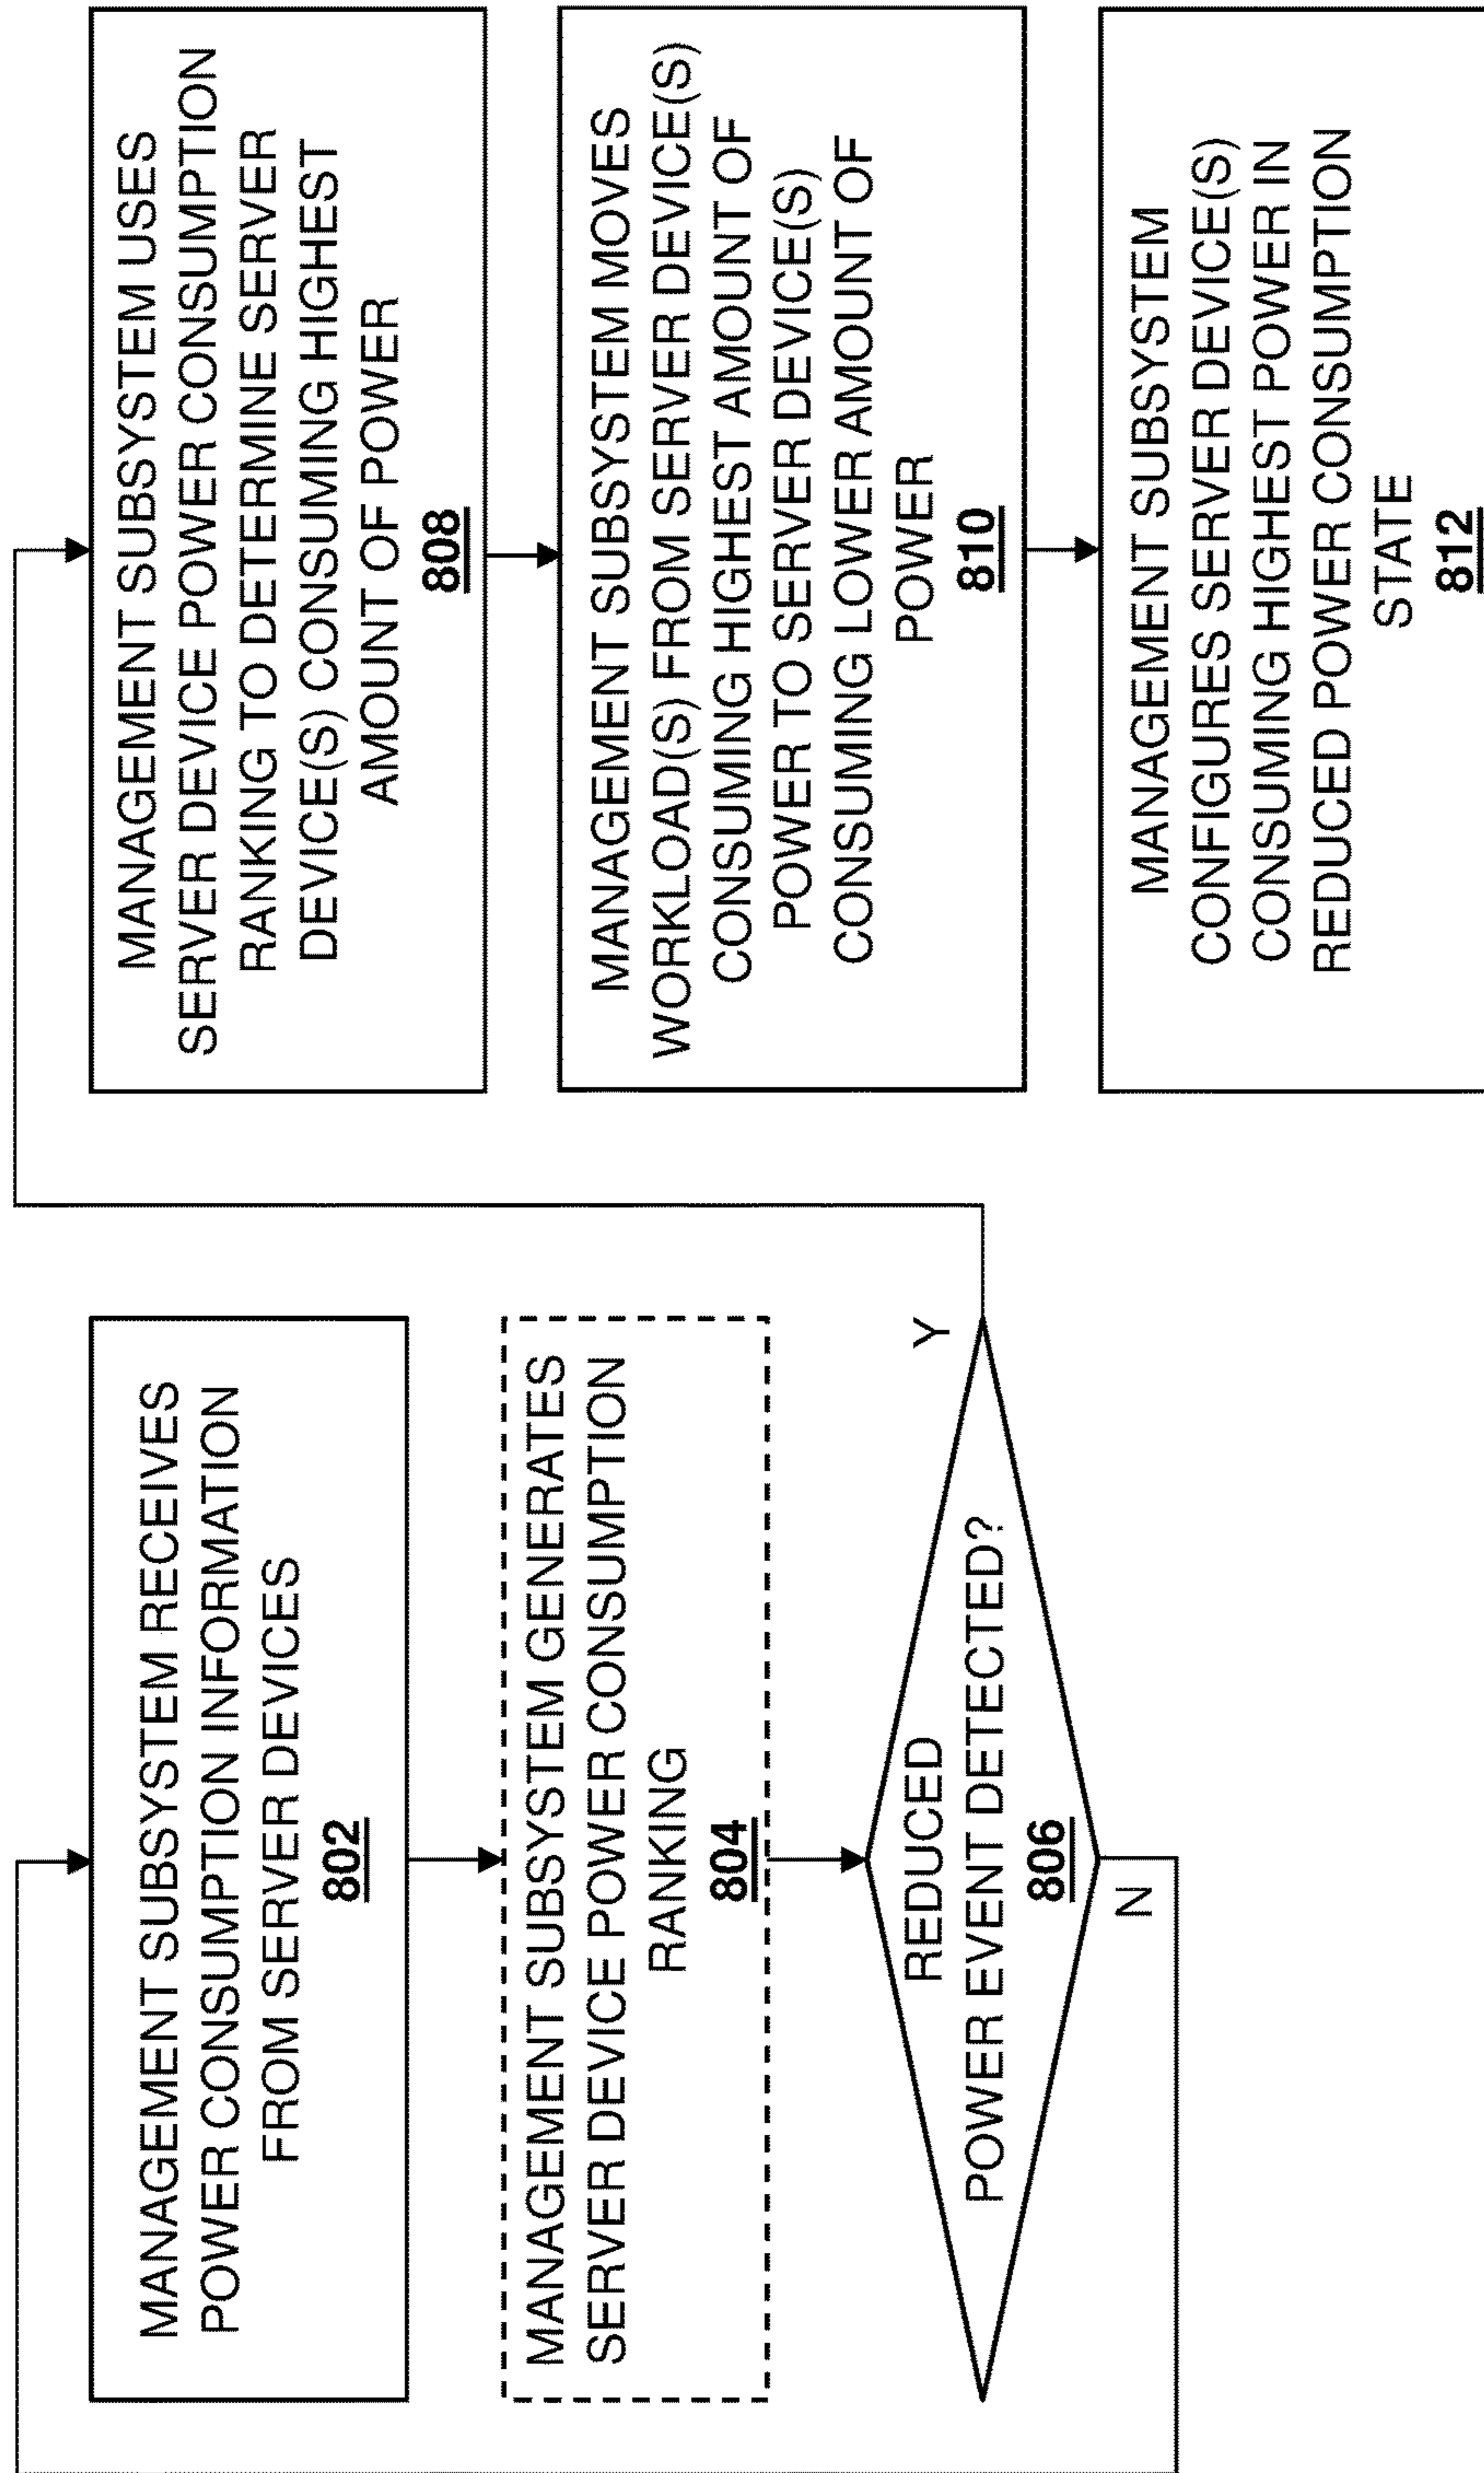 MANAGEMENT SUBSYSTEM RECEIVES
POWER CONSUMPTION INFORMATION
FROM SERVER DEVICES
802
MANAGEMENT SUBSYSTEM GENERATES
SERVER DEVICE POWER CONSUMPTION
RANKING
804
REDUCED
POWER EVENT DETECTED?
806
Y
N
MANAGEMENT SUBSYSTEM USES
SERVER DEVICE POWER CONSUMPTION
RANKING TO DETERMINE SERVER
DEVICE(S) CONSUMING HIGHEST
AMOUNT OF POWER
808
MANAGEMENT SUBSYSTEM MOVES
WORKLOAD(S) FROM SERVER DEVICE(S)
CONSUMING HIGHEST AMOUNT OF
POWER TO SERVER DEVICE(S)
CONSUMING LOWER AMOUNT OF
POWER
810
MANAGEMENT SUBSYSTEM
CONFIGURES SERVER DEVICE(S)
CONSUMING HIGHEST POWER IN
REDUCED POWER CONSUMPTION
STATE
812